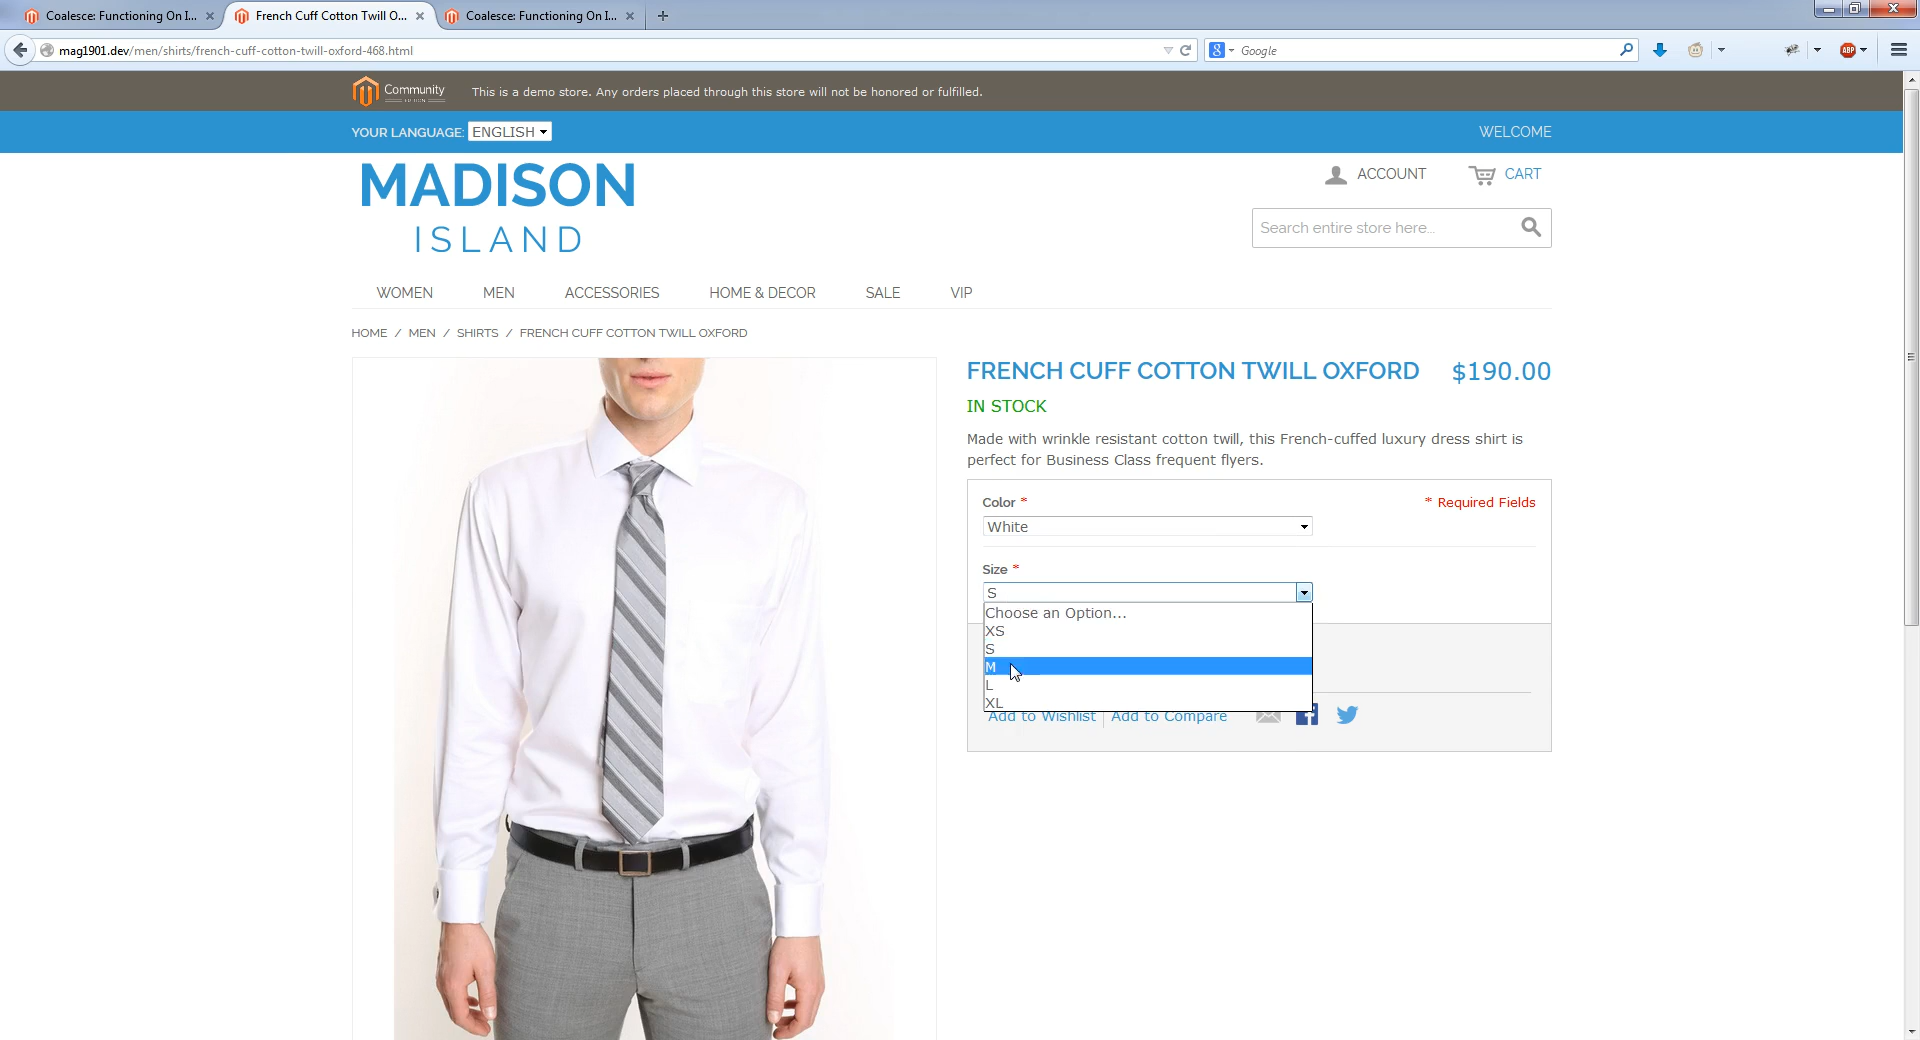 Coalesce: Functioning On I...
French Cuff Cotton Twill O...
Coalesce: Functioning On I...
mag1901.dev/men/shirts/french-cuff-cotton-twill-oxford-468.html
8
Google
ABP
Community
This is a demo store. Any orders placed through this store will not be honored or fulfilled.
YOUR LANGUAGE: ENGLISH
WELCOME
MADISON
ISLAND
ACCOUNT
CART
Search entire store here...
WOMEN
MEN
ACCESSORIES
HOME & DECOR
SALE
VIP
HOME / MEN / SHIRTS / FRENCH CUFF COTTON TWILL OXFORD
FRENCH CUFF COTTON TWILL OXFORD
$190.00
IN STOCK
Made with wrinkle resistant cotton twill, this French-cuffed luxury dress shirt is
perfect for Business Class frequent flyers.
Color *
* Required Fields
White
Size *
S
Choose an Option...
XS
S
M
L
XL
Add to Wishlist
Add to Compare